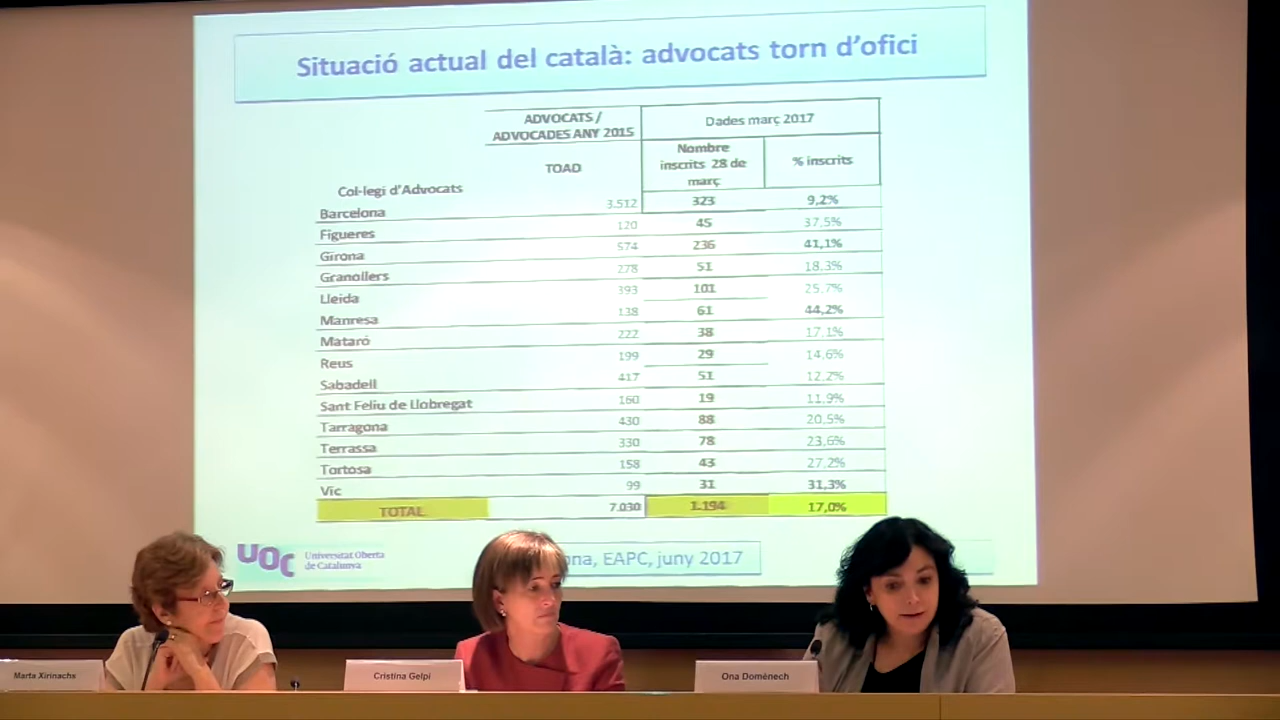 Situació actual del català: advocats torn d'ofici
ADVOCATS /
ADVOCADES ANY 2015
Dades març 2017
TOAD
Nombre
inscrits 28 de
març
% inscrits
Col·legi d'Advocats
Barcelona 3.512 323 9,2%
Figueres 120 45 37,5%
Girona 574 236 41,1%
Granollers 278 51 18,3%
Lleida 393 101 25,7%
Manresa 138 61 44,2%
Mataró 222 38 17,1%
Reus 199 29 14,6%
Sabadell 417 51 12,2%
Sant Feliu de Llobregat 160 19 11,9%
Tarragona 430 88 20,5%
Terrassa 330 78 23,6%
Tortosa 158 43 27,2%
Vic 99 31 31,3%
TOTAL 7.030 1.194 17,0%
UOC Universitat Oberta
de Catalunya
ona, EAPC, juny 2017
Marta Xirinachs
Cristina Gelpí
Ona Domènech